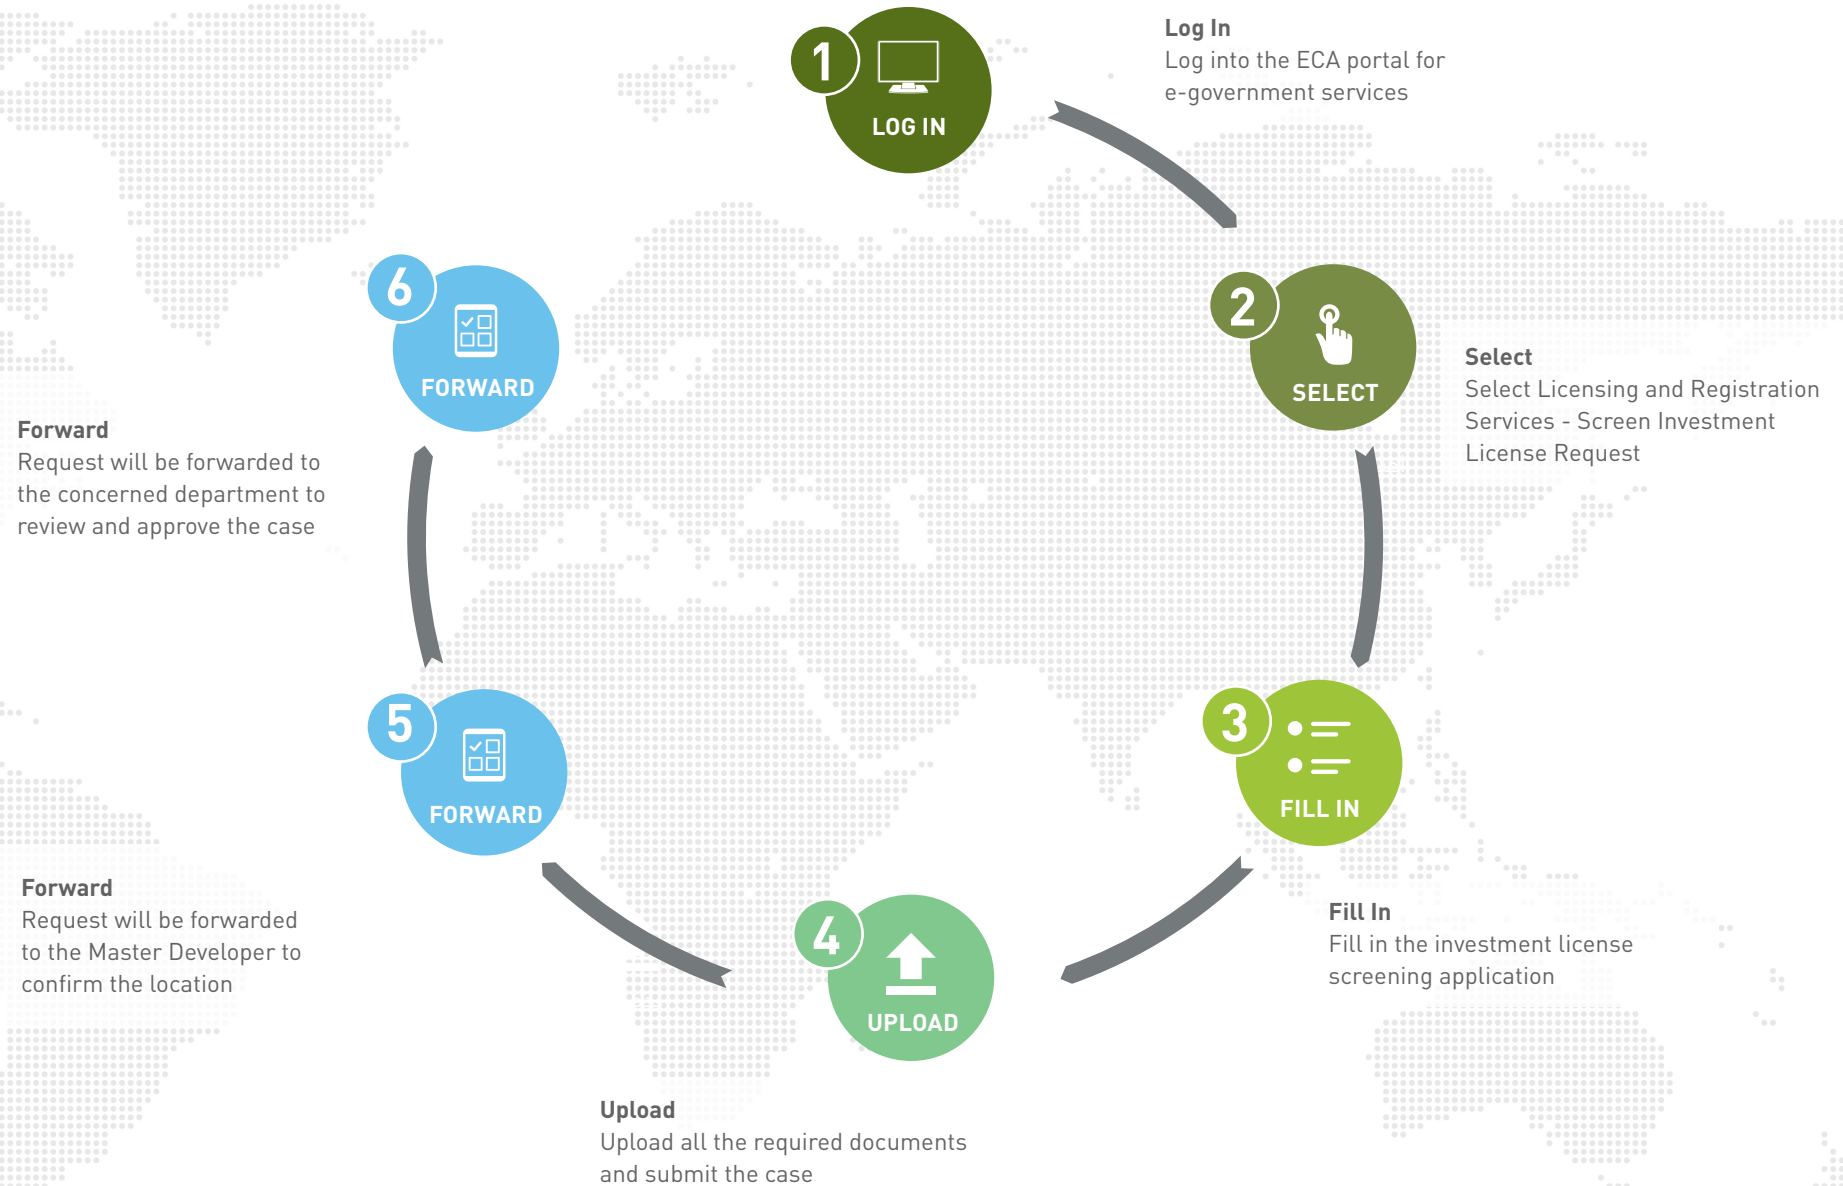 1
LOG IN
Log In
Log into the ECA portal for
e-government services
2
SELECT
Select
Select Licensing and Registration
Services - Screen Investment
License Request
3
FILL IN
Fill In
Fill in the investment license
screening application
4
UPLOAD
Upload
Upload all the required documents
and submit the case
5
FORWARD
Forward
Request will be forwarded
to the Master Developer to
confirm the location
6
FORWARD
Forward
Request will be forwarded to
the concerned department to
review and approve the case